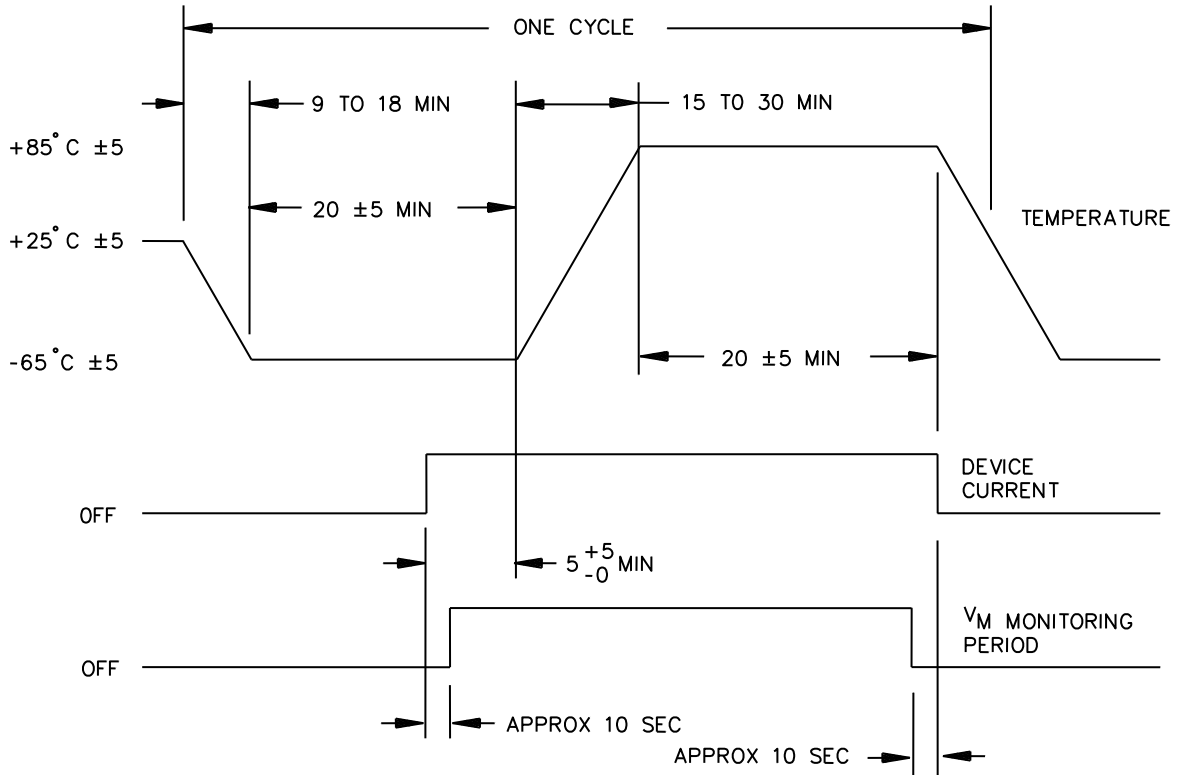 ONE CYCLE
9 TO 18 MIN
15 TO 30 MIN
+85°C ±5
20 ±5 MIN
TEMPERATURE
+25°C ±5
-65°C ±5
20 ±5 MIN
DEVICE
CURRENT
OFF
5 +5 -0 MIN
VM MONITORING
PERIOD
OFF
APPROX 10 SEC
APPROX 10 SEC